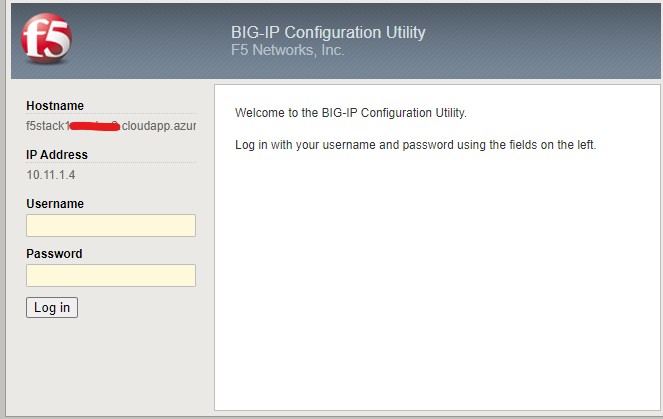 f5
BIG-IP Configuration Utility
F5 Networks, Inc.
Hostname
f5stack1 .cloudapp.azur
IP Address
10.11.1.4
Username
Password
Log in
Welcome to the BIG-IP Configuration Utility.
Log in with your username and password using the fields on the left.